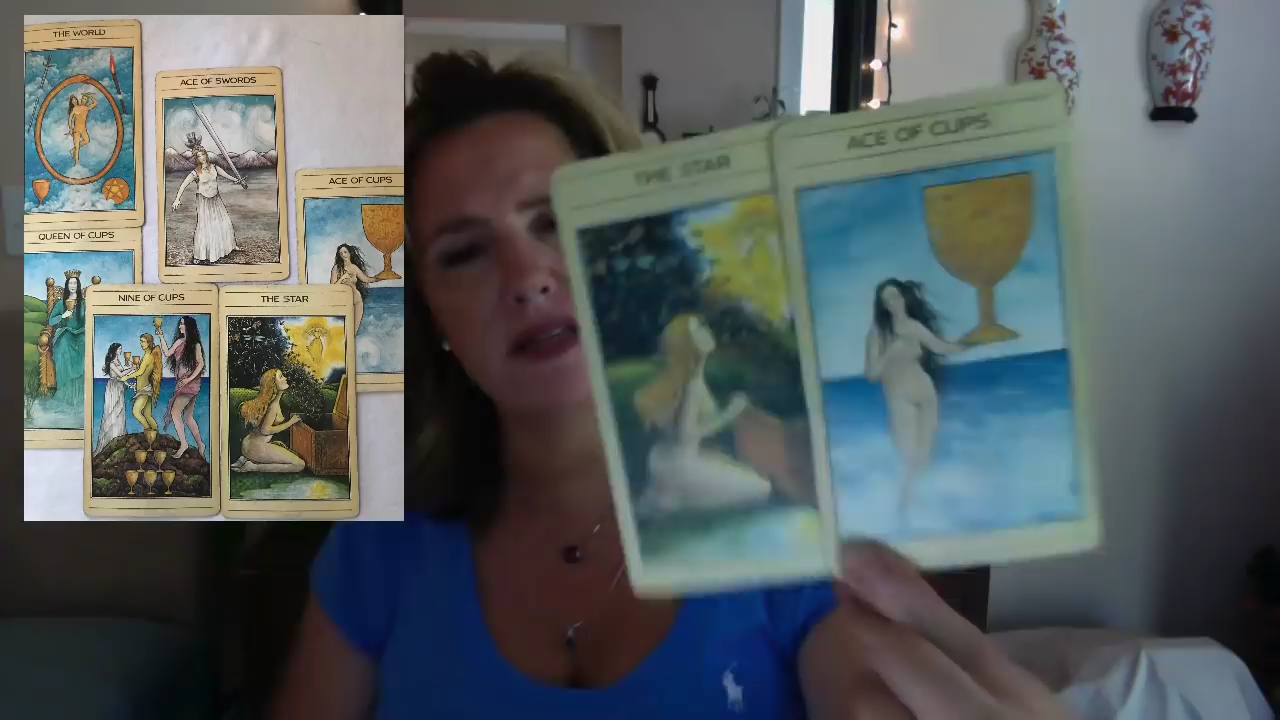 THE WORLD
ACE OF SWORDS
ACE OF CUPS
QUEEN OF CUPS
NINE OF CUPS
THE STAR
THE STAR
ACE OF CUPS